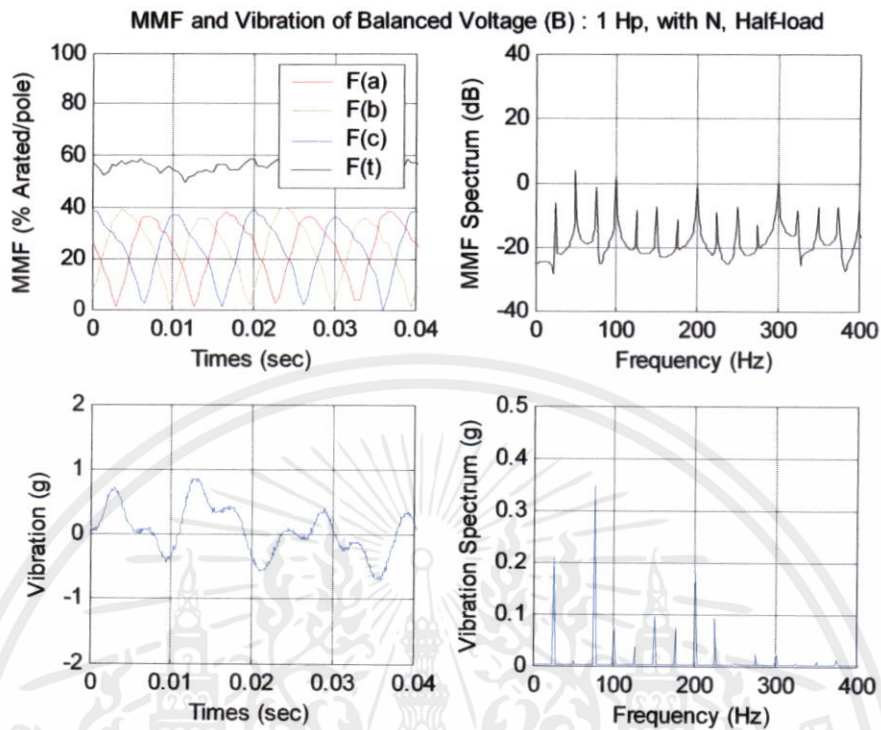 MMF and Vibration of Balanced Voltage (B) : 1 Hp, with N, Half-load
MMF (% Arated/pole)
100
80
60
40
20
0
F(a)
F(b)
F(c)
F(t)
0 0.01 0.02 0.03 0.04
Times (sec)
MMF Spectrum (dB)
40
20
0
-20
-40
0 100 200 300 400
Frequency (Hz)
Vibration (g)
2
1
0
-1
-2
0 0.01 0.02 0.03 0.04
Times (sec)
Vibration Spectrum (g)
0.5
0.4
0.3
0.2
0.1
0
0 100 200 300 400
Frequency (Hz)